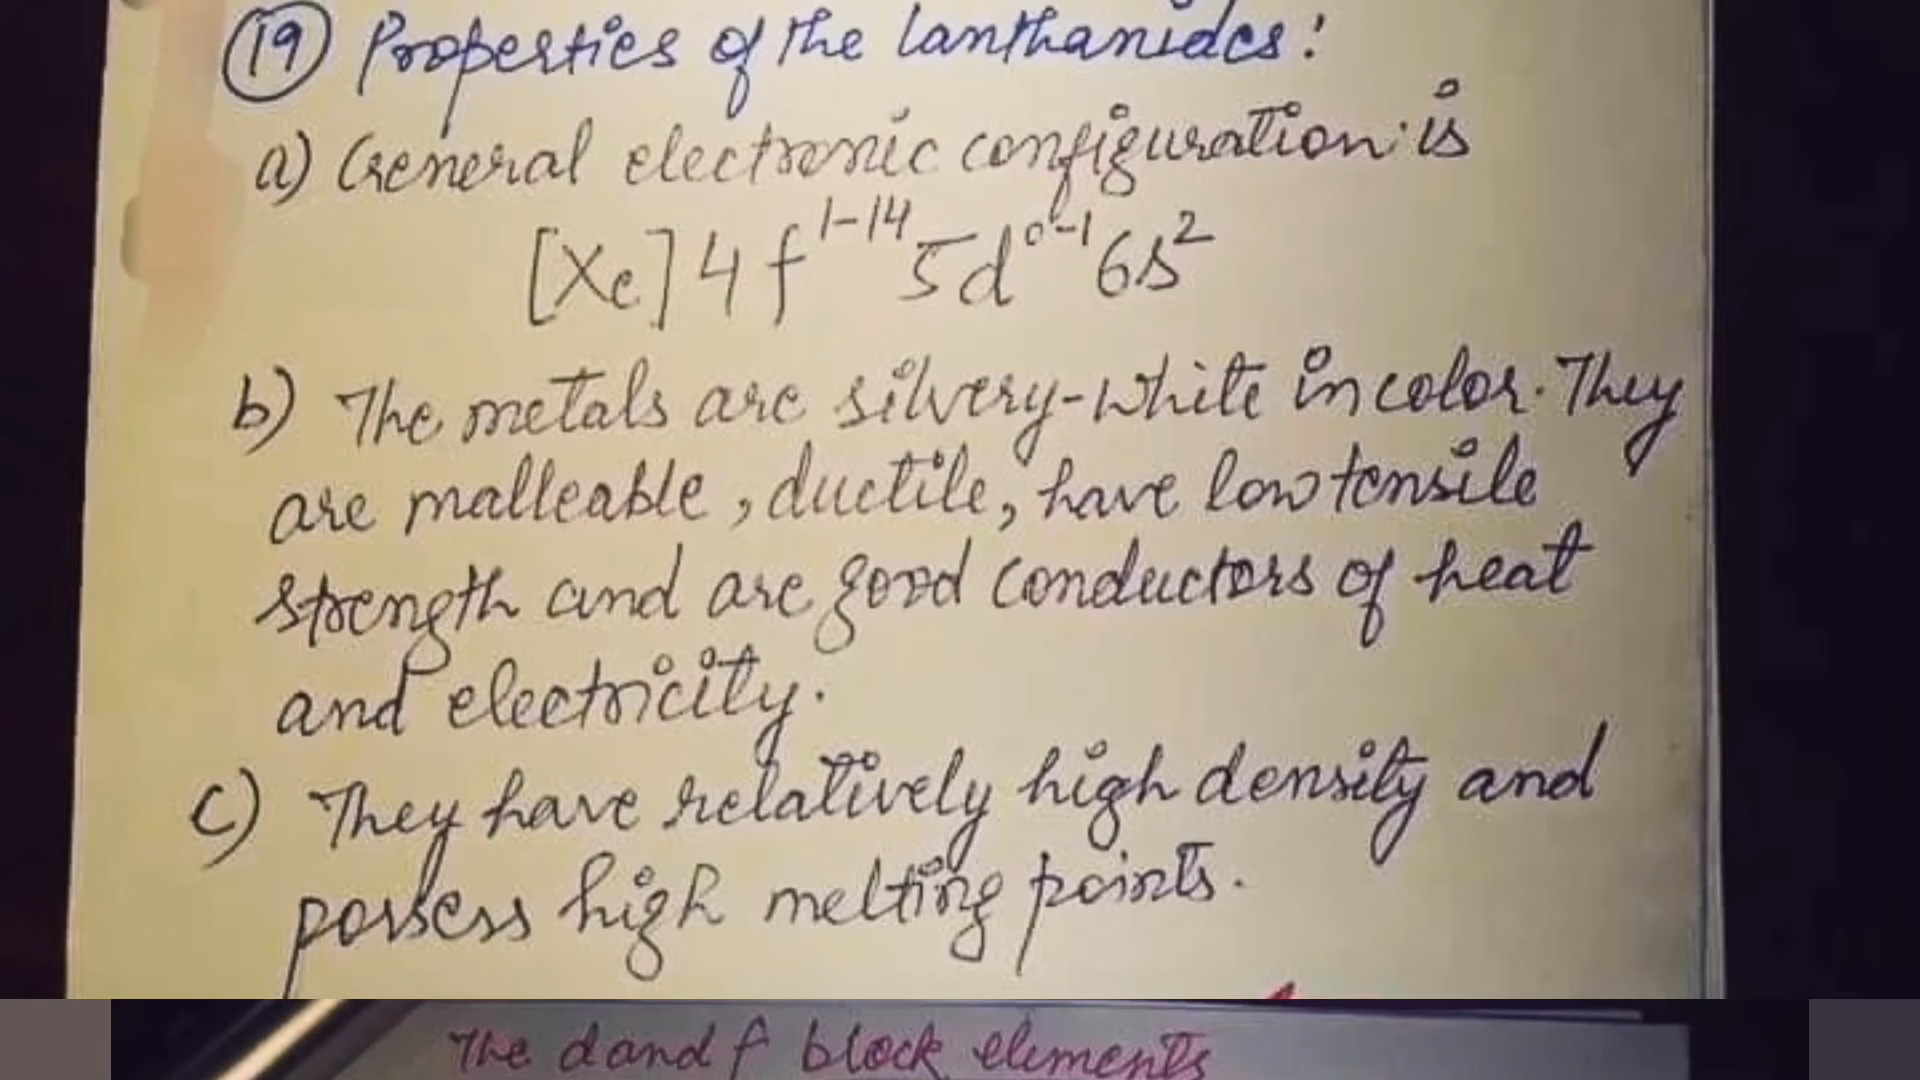 19 Properties of the lanthanides:
a) General electronic configuration is
[Xe] 4f¹⁻¹⁴ 5d⁰⁻¹ 6s²
b) The metals are silvery-white in color. They
are malleable, ductile, have low tensile
strength and are good conductors of heat
and electricity.
c) They have relatively high density and
possess high melting points.
The d and f block elements